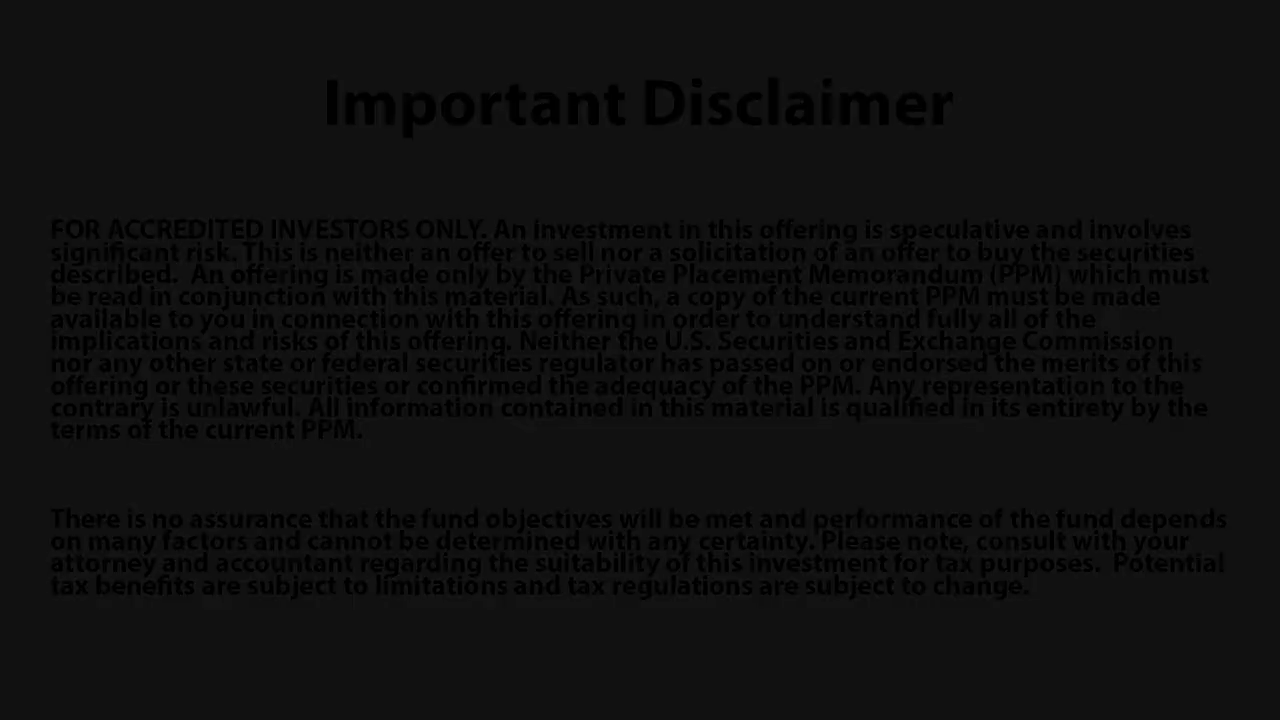 Important Disclaimer
FOR ACCREDITED INVESTORS ONLY. An investment in this offering is speculative and involves
significant risk. This is neither an offer to sell nor a solicitation of an offer to buy the securities
described.  An offering is made only by the Private Placement Memorandum (PPM) which must
be read in conjunction with this material. As such, a copy of the current PPM must be made
available to you in connection with this offering in order to understand fully all of the
implications and risks of this offering. Neither the U.S. Securities and Exchange Commission
nor any other state or federal securities regulator has passed on or endorsed the merits of this
offering or these securities or confirmed the adequacy of the PPM. Any representation to the
contrary is unlawful. All information contained in this material is qualified in its entirety by the
terms of the current PPM.
There is no assurance that the fund objectives will be met and performance of the fund depends
on many factors and cannot be determined with any certainty. Please note, consult with your
attorney and accountant regarding the suitability of this investment for tax purposes.  Potential
tax benefits are subject to limitations and tax regulations are subject to change.